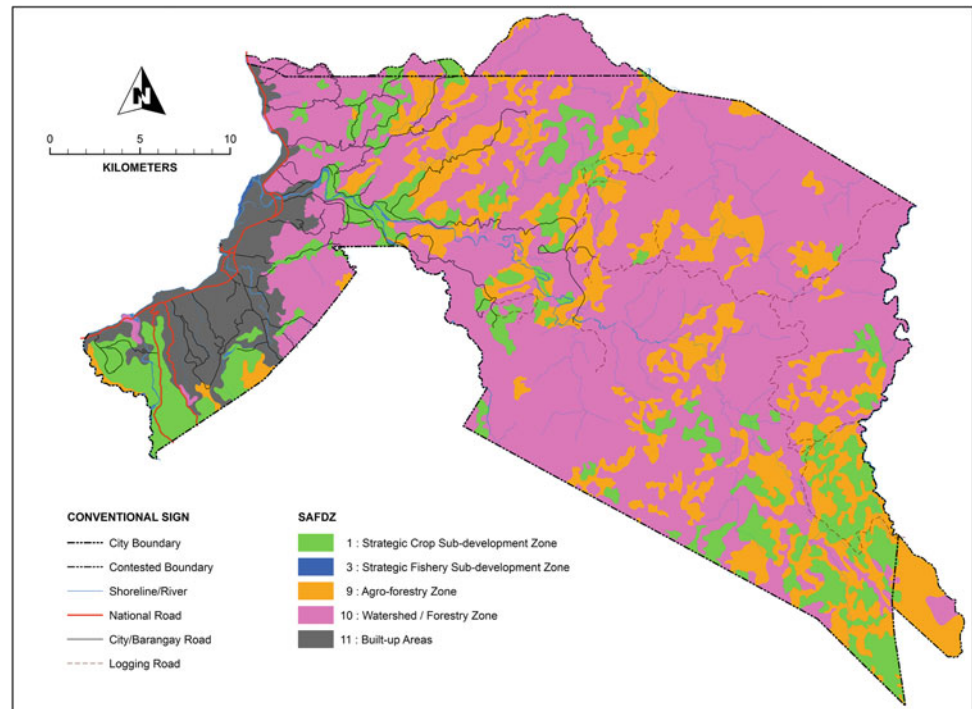 N
0 5 10
KILOMETERS
CONVENTIONAL SIGN
City Boundary
Contested Boundary
Shoreline/River
National Road
City/Barangay Road
Logging Road
SAFDZ
1 : Strategic Crop Sub-development Zone
3 : Strategic Fishery Sub-development Zone
9 : Agro-forestry Zone
10 : Watershed / Forestry Zone
11 : Built-up Areas